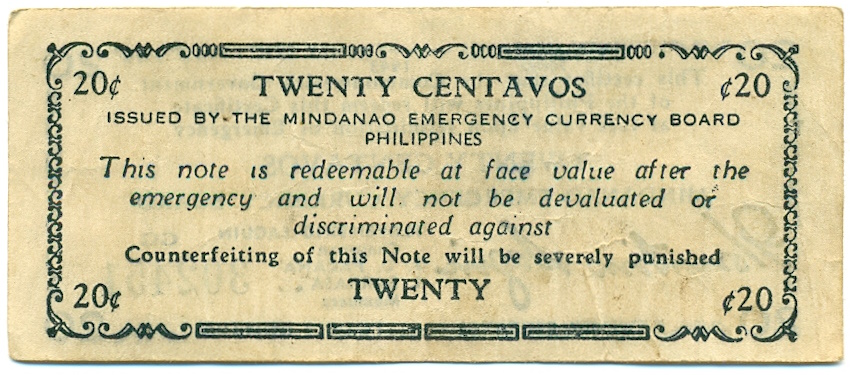 20¢ TWENTY CENTAVOS ¢20
ISSUED BY THE MINDANAO EMERGENCY CURRENCY BOARD
PHILIPPINES
This note is redeemable at face value after the
emergency and will not be devaluated or
discriminated against
Counterfeiting of this Note will be severely punished
20¢ TWENTY ¢20